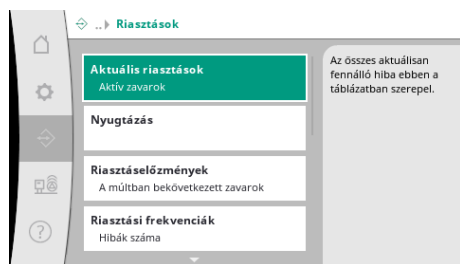 ..▸ Riasztások
Aktuális riasztások
Aktív zavarok
Nyugtázás
Riasztáselőzmények
A múltban bekövetkezett zavarok
Riasztási frekvenciák
Hibák száma
Az összes aktuálisan
fennálló hiba ebben a
táblázatban szerepel.
?